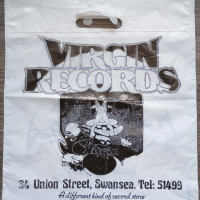 VIRGIN
RECORDS
34 Union Street, Swansea. Tel: 51499
A different kind of record store